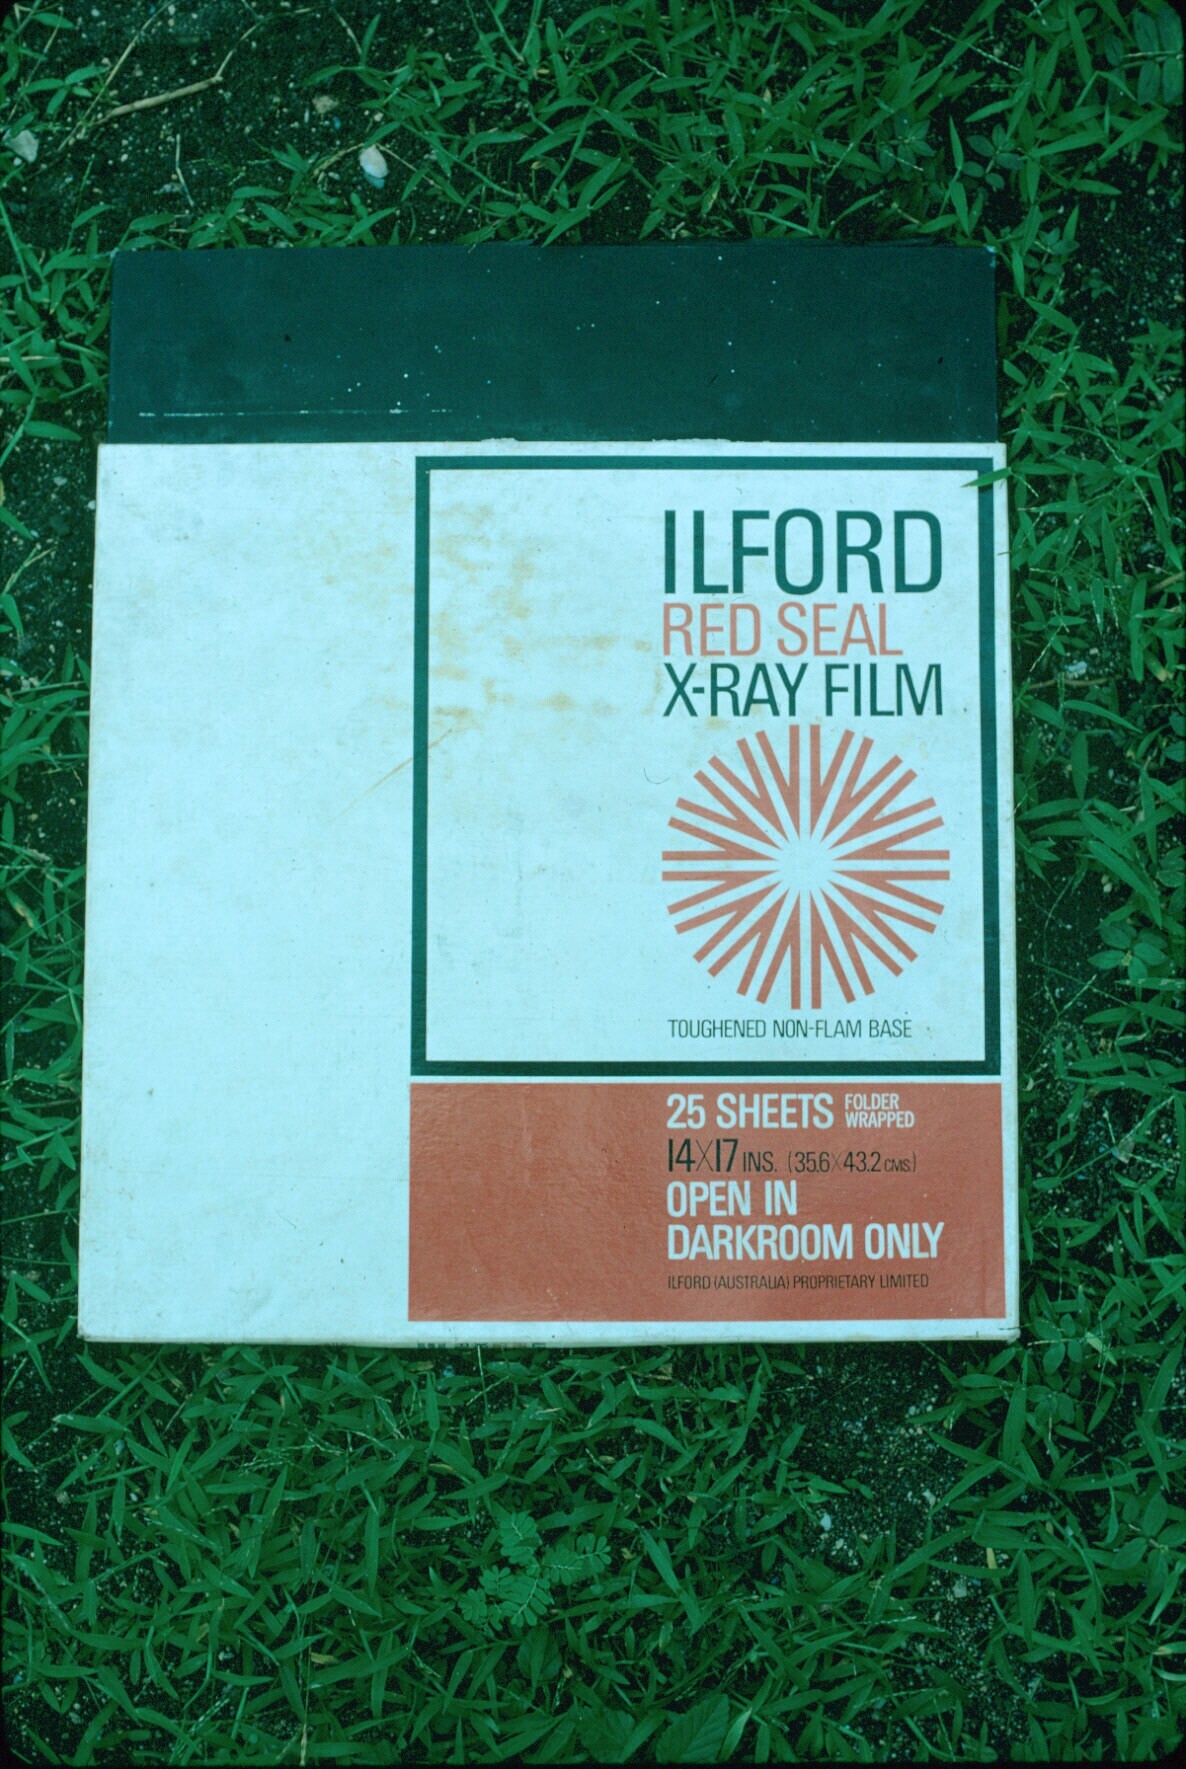 ILFORD
RED SEAL
X-RAY FILM
TOUGHENED NON-FLAM BASE
25 SHEETS FOLDER WRAPPED
14X17 INS. (35.6X43.2 CMS.)
OPEN IN
DARKROOM ONLY
ILFORD (AUSTRALIA) PROPRIETARY LIMITED